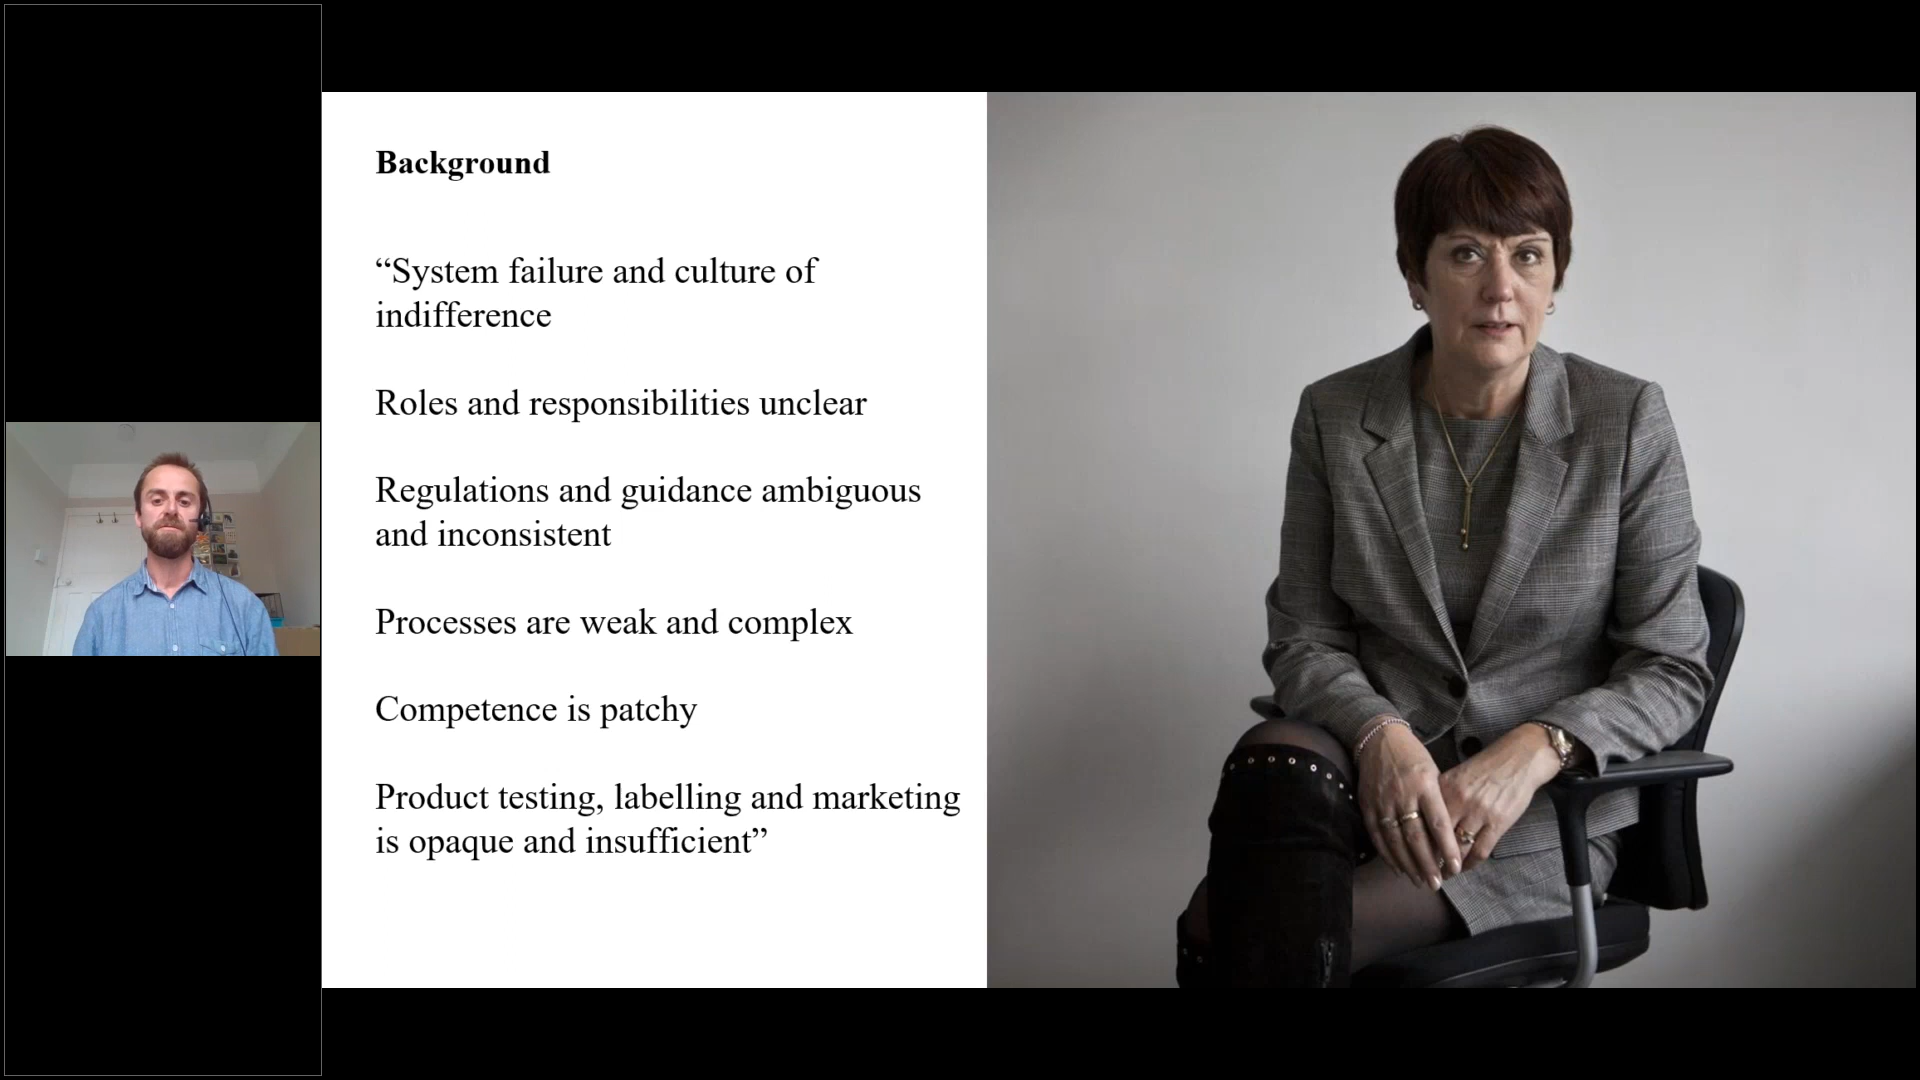 Background
“System failure and culture of
indifference
Roles and responsibilities unclear
Regulations and guidance ambiguous
and inconsistent
Processes are weak and complex
Competence is patchy
Product testing, labelling and marketing
is opaque and insufficient”